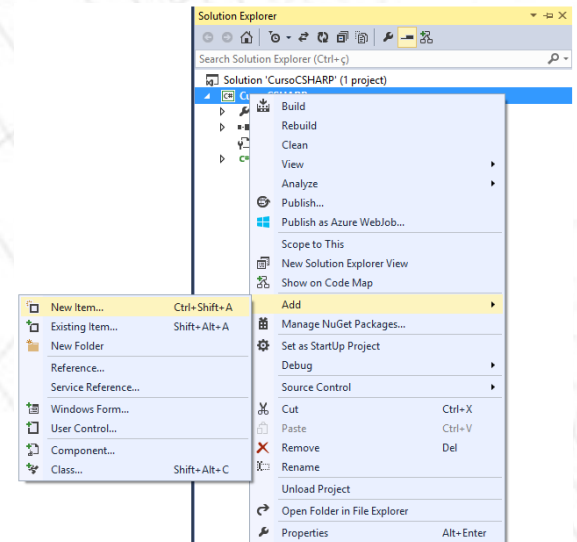 Solution Explorer
Search Solution Explorer (Ctrl+ç)
Solution 'CursoCSHARP' (1 project)
Build
Rebuild
Clean
View
Analyze
Publish...
Publish as Azure WebJob...
Scope to This
New Solution Explorer View
Show on Code Map
Add
Manage NuGet Packages...
Set as StartUp Project
Debug
Source Control
Cut Ctrl+X
Paste Ctrl+V
Remove Del
Rename
Unload Project
Open Folder in File Explorer
Properties Alt+Enter
New Item... Ctrl+Shift+A
Existing Item... Shift+Alt+A
New Folder
Reference...
Service Reference...
Windows Form...
User Control...
Component...
Class... Shift+Alt+C